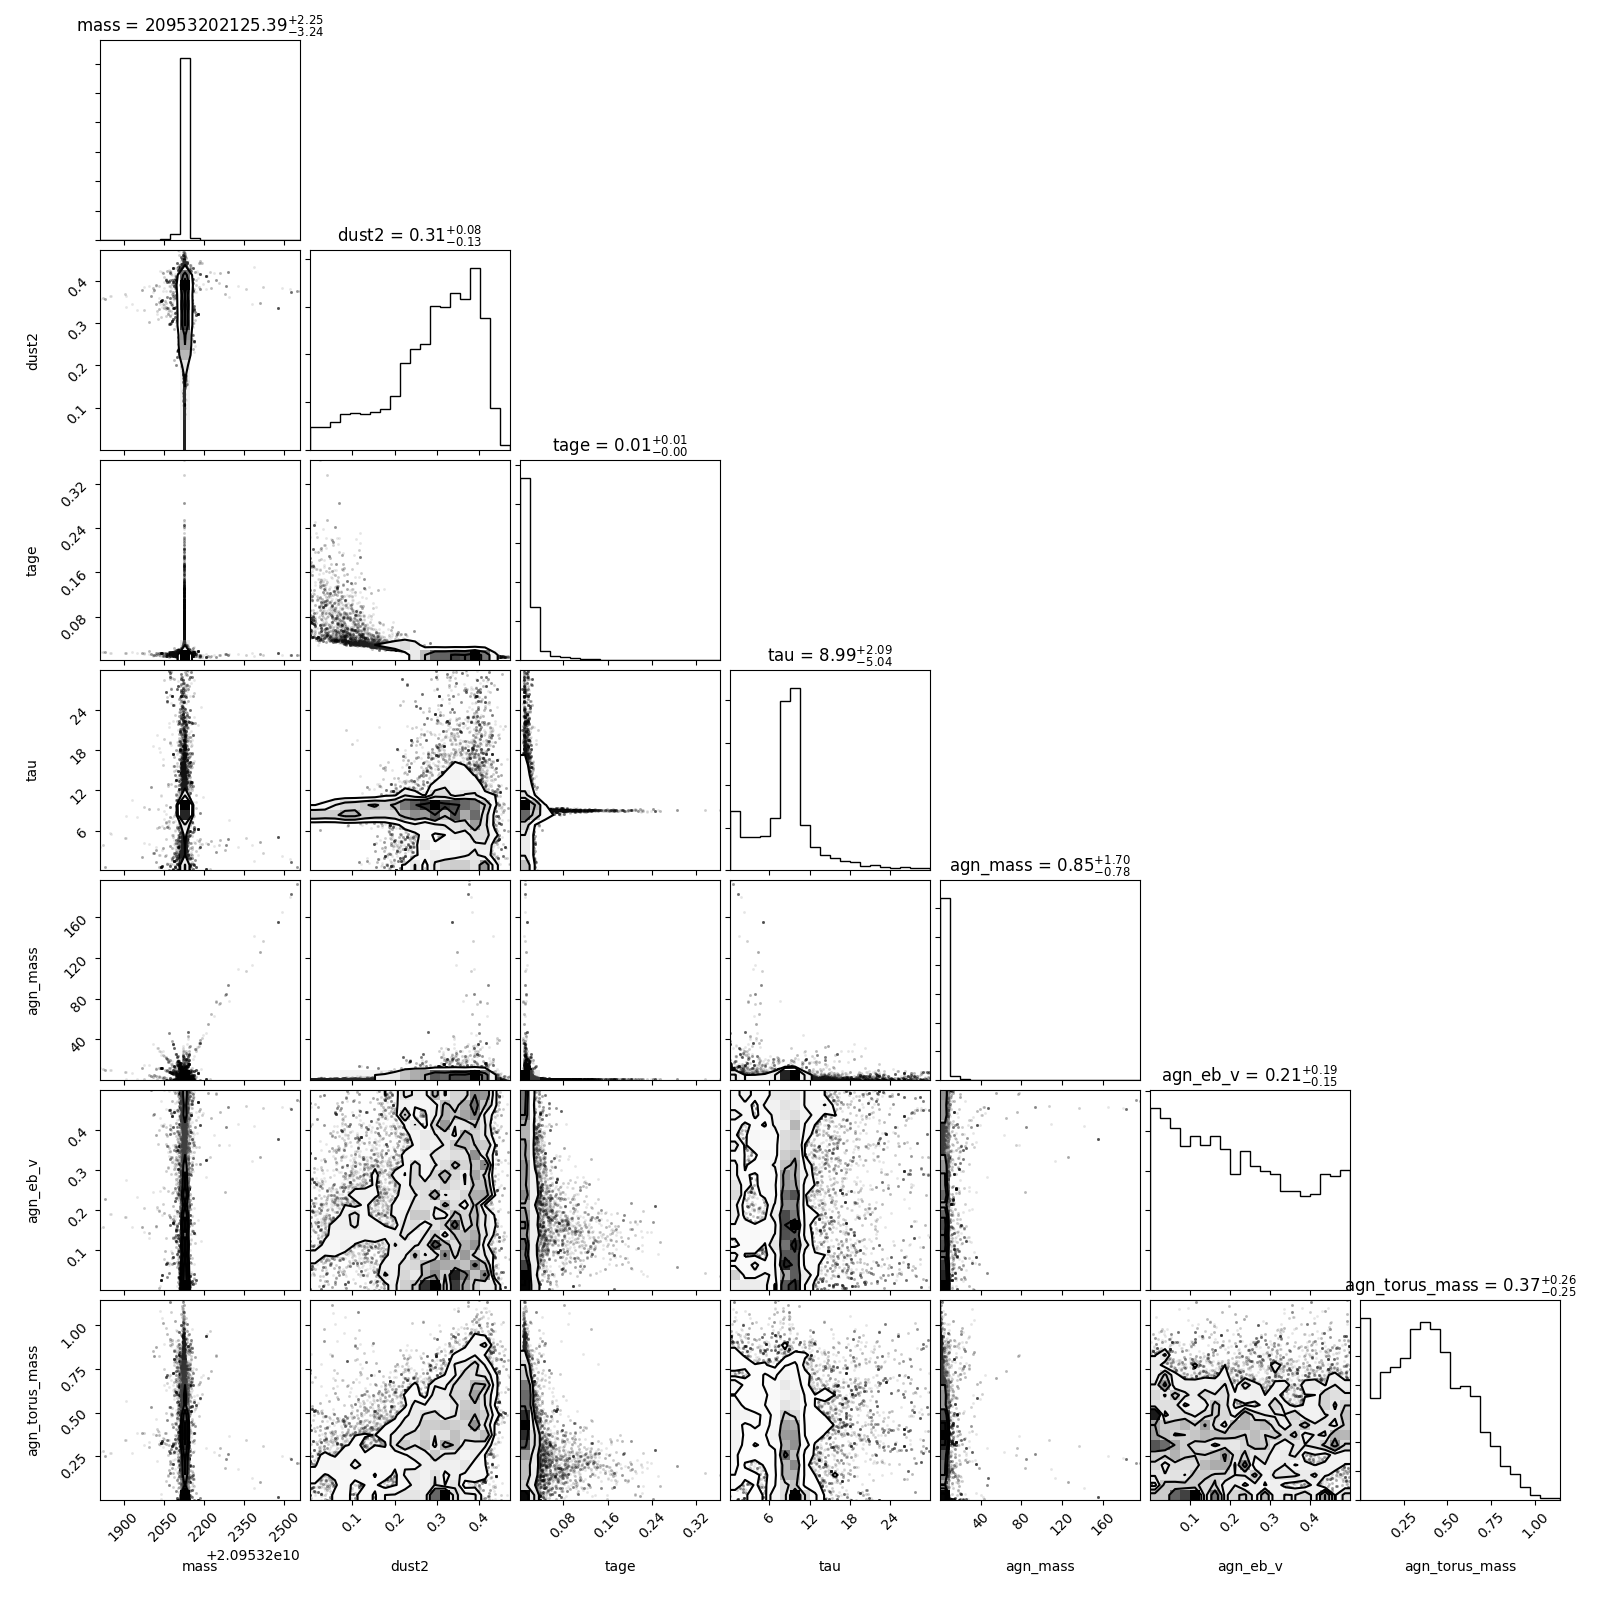 mass = 20953202125.39 +2.25 −3.24
dust2 = 0.31 +0.08 −0.13
dust2
0.4
0.3
0.2
0.1
tage = 0.01 +0.01 −0.00
tage
0.32
0.24
0.16
0.08
tau = 8.99 +2.09 −5.04
tau
24
18
12
6
agn_mass = 0.85 +1.70 −0.78
agn_mass
160
120
80
40
agn_eb_v = 0.21 +0.19 −0.15
agn_eb_v
0.4
0.3
0.2
0.1
agn_torus_mass = 0.37 +0.26 −0.25
agn_torus_mass
1.00
0.75
0.50
0.25
1900 2050 2200 2350 2500
+2.09532e10
mass
0.1 0.2 0.3 0.4
dust2
0.08 0.16 0.24 0.32
tage
6 12 18 24
tau
40 80 120 160
agn_mass
0.1 0.2 0.3 0.4
agn_eb_v
0.25 0.50 0.75 1.00
agn_torus_mass